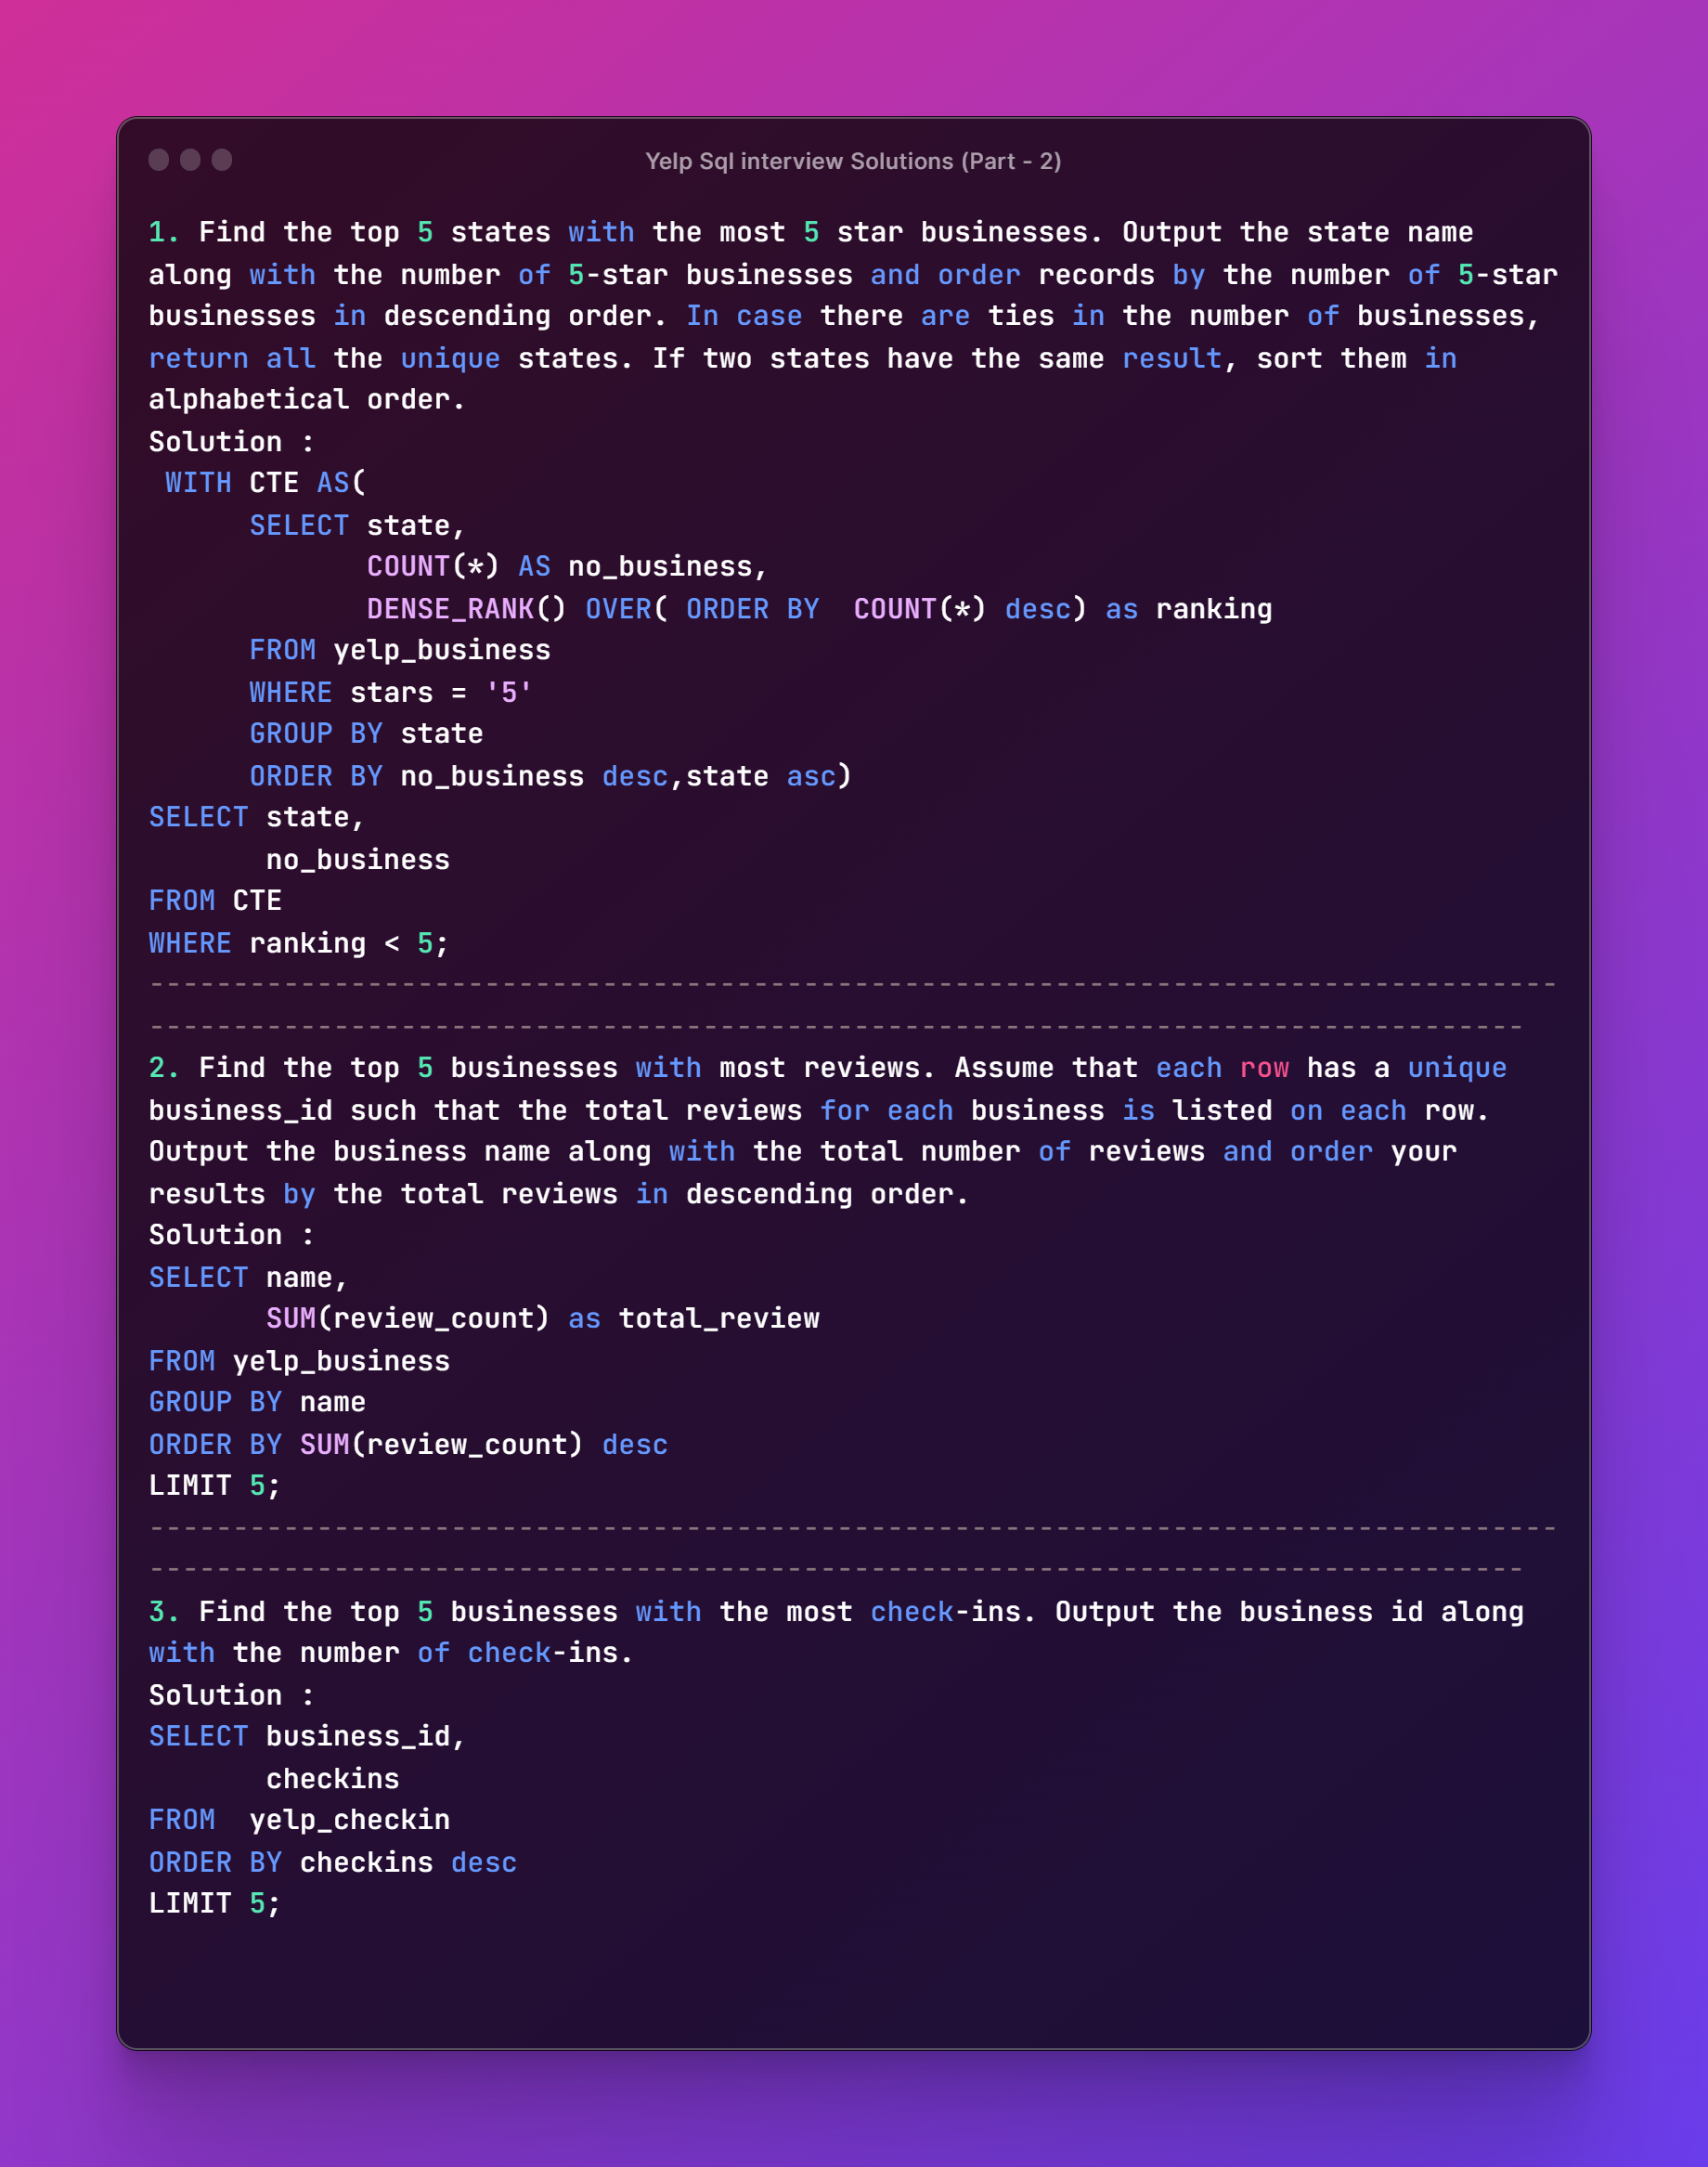 Yelp Sql interview Solutions (Part - 2)
1. Find the top 5 states with the most 5 star businesses. Output the state name
along with the number of 5-star businesses and order records by the number of 5-star
businesses in descending order. In case there are ties in the number of businesses,
return all the unique states. If two states have the same result, sort them in
alphabetical order.
Solution :
 WITH CTE AS(
      SELECT state,
             COUNT(*) AS no_business,
             DENSE_RANK() OVER( ORDER BY  COUNT(*) desc) as ranking
      FROM yelp_business
      WHERE stars = '5'
      GROUP BY state
      ORDER BY no_business desc,state asc)
SELECT state,
       no_business
FROM CTE
WHERE ranking < 5;
------------------------------------------------------------------------------------
----------------------------------------------------------------------------------
2. Find the top 5 businesses with most reviews. Assume that each row has a unique
business_id such that the total reviews for each business is listed on each row.
Output the business name along with the total number of reviews and order your
results by the total reviews in descending order.
Solution :
SELECT name,
       SUM(review_count) as total_review
FROM yelp_business
GROUP BY name
ORDER BY SUM(review_count) desc
LIMIT 5;
------------------------------------------------------------------------------------
----------------------------------------------------------------------------------
3. Find the top 5 businesses with the most check-ins. Output the business id along
with the number of check-ins.
Solution :
SELECT business_id,
       checkins
FROM  yelp_checkin
ORDER BY checkins desc
LIMIT 5;